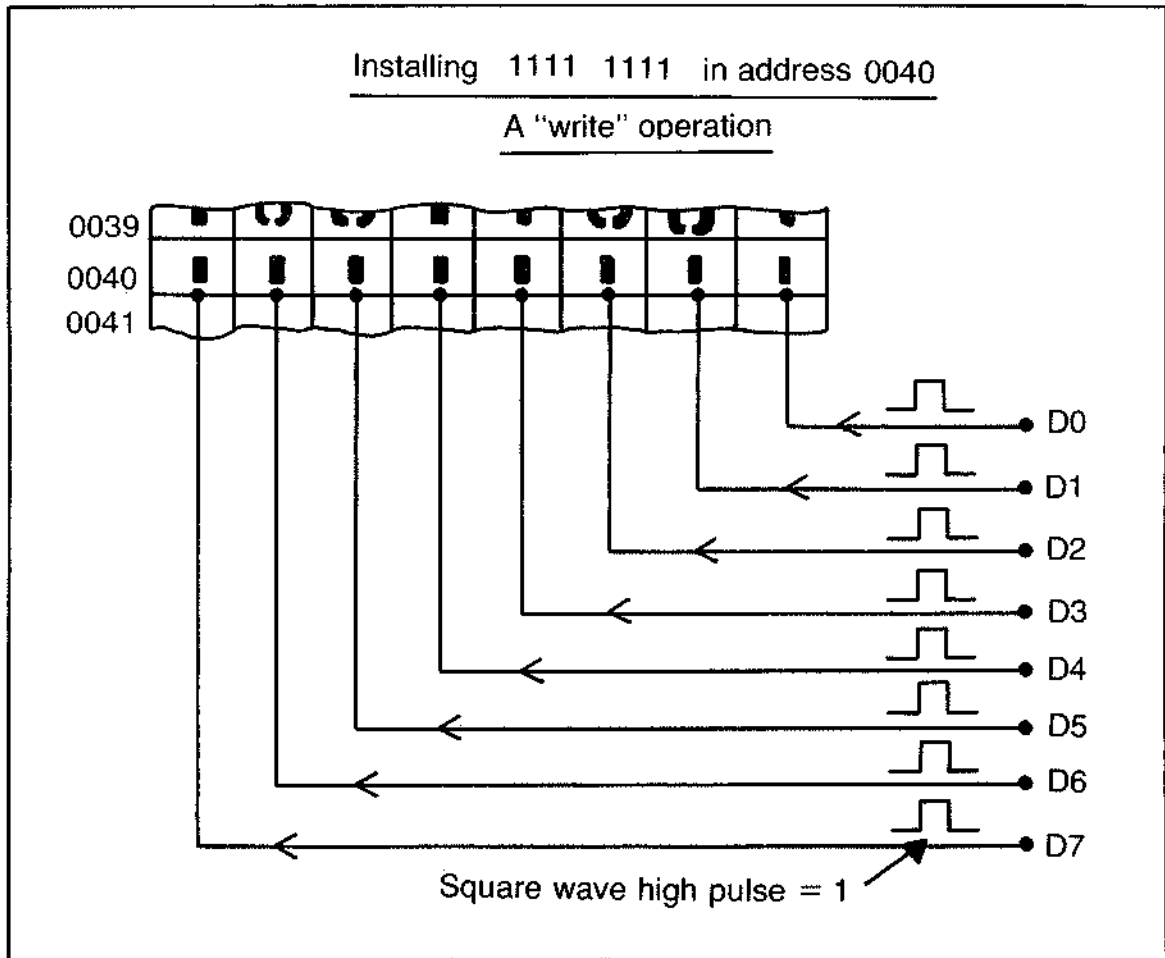 Installing 1111 1111 in address 0040
A "write" operation
0039
0040
0041
D0
D1
D2
D3
D4
D5
D6
D7
Square wave high pulse = 1